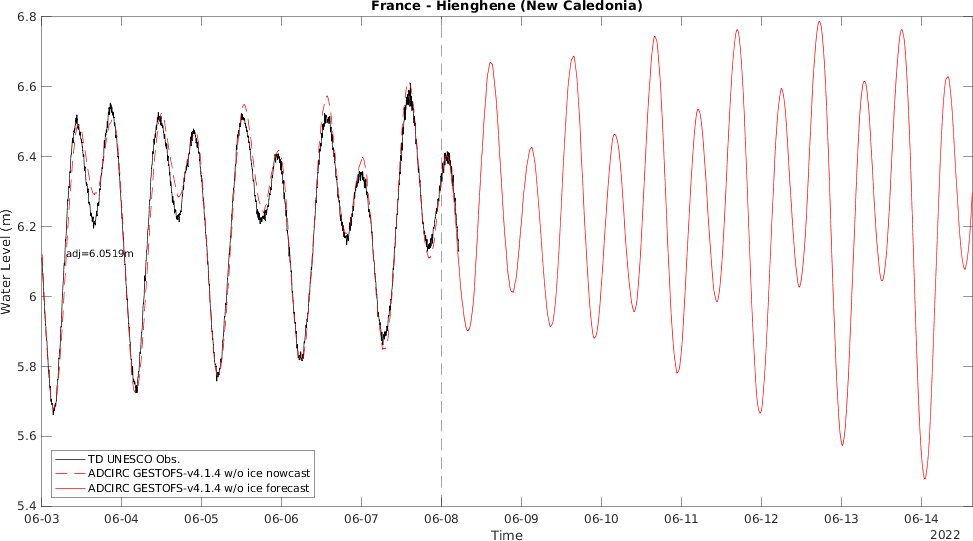 France - Hienghene (New Caledonia)
6.8
6.6
6.4
6.2
6
5.8
5.6
5.4
Water Level (m)
adj=6.0519m
TD UNESCO Obs.
ADCIRC GESTOFS-v4.1.4 w/o ice nowcast
ADCIRC GESTOFS-v4.1.4 w/o ice forecast
06-03 06-04 06-05 06-06 06-07 06-08 06-09 06-10 06-11 06-12 06-13 06-14
Time
2022